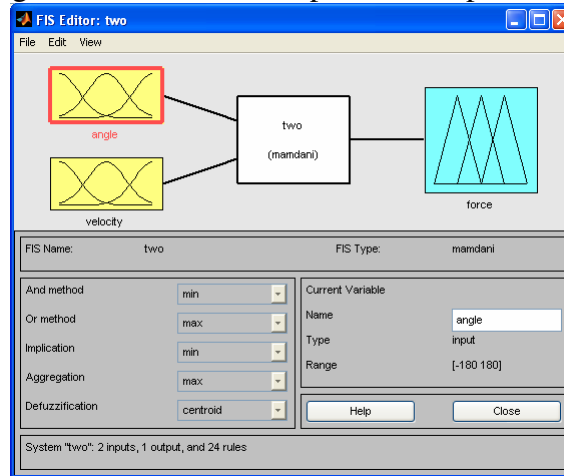 FIS Editor: two
File Edit View
angle
two
(mamdani)
velocity
force
FIS Name: two FIS Type: mamdani
And method min
Or method max
Implication min
Aggregation max
Defuzzification centroid
Current Variable
Name angle
Type input
Range [-180 180]
Help Close
System "two": 2 inputs, 1 output, and 24 rules